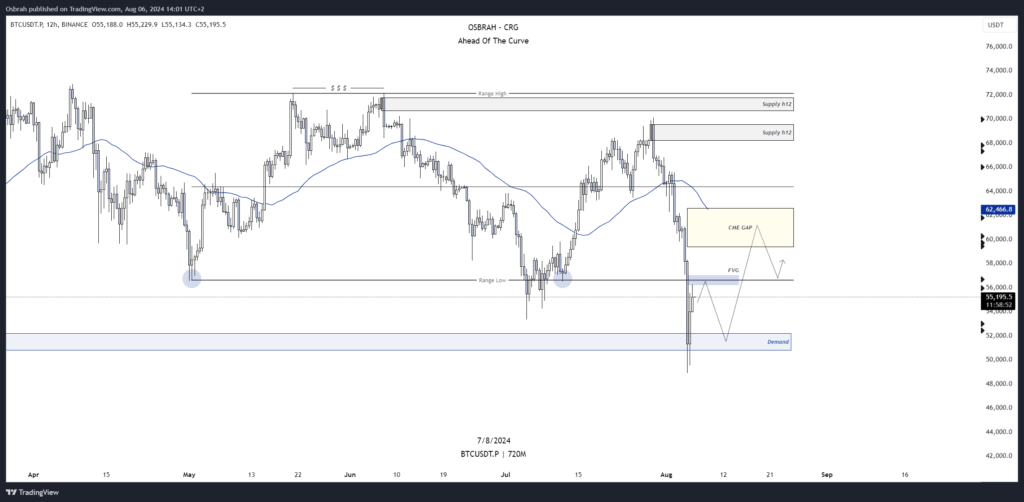 Osbrah published on TradingView.com, Aug 06, 2024 14:01 UTC+2
BTCUSDT.P, 12h, BINANCE O55,188.0 H55,229.9 L55,134.3 C55,195.5
OSBRAH - CRG
Ahead Of The Curve
USDT
76,000.0
74,000.0
$ $ $
Range High
72,000.0
Supply h12
70,000.0
Supply h12
68,000.0
66,000.0
64,000.0
62,466.8
CME GAP
60,000.0
FVG
58,000.0
Range Low
56,000.0
55,195.5
11:58:52
54,000.0
Demand
52,000.0
50,000.0
48,000.0
46,000.0
44,000.0
7/8/2024
BTCUSDT.P | 720M
42,000.0
Apr 15 May 13 22 Jun 10 19 Jul 15 Aug 12 21 Sep 16
TradingView